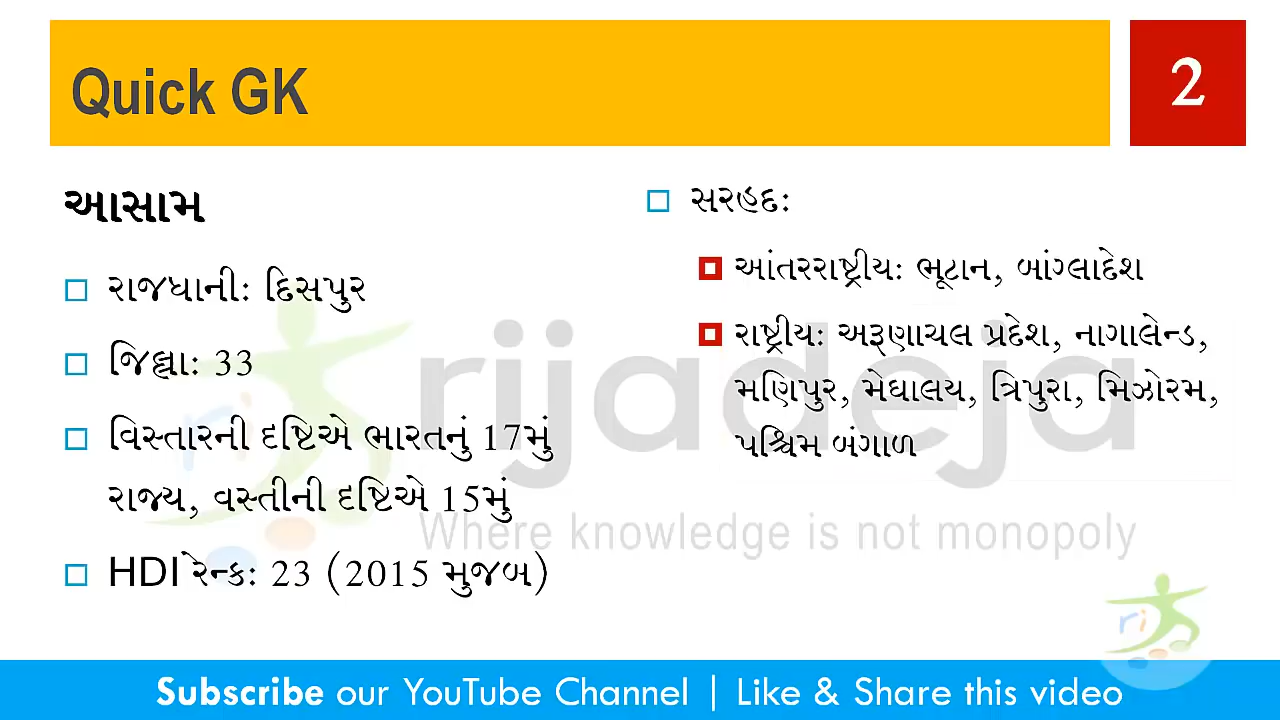 Quick GK
2
આસામ
રાજધાની: દિસપુર
જિલ્લા: 33
વિસ્તારની દૃષ્ટિએ ભારતનું 17મું
રાજ્ય, વસ્તીની દૃષ્ટિએ 15મું
HDI રેન્ક: 23 (2015 મુજબ)
સરહદ:
આંતરરાષ્ટ્રીય: ભૂટાન, બાંગ્લાદેશ
રાષ્ટ્રીય: અરૂણાચલ પ્રદેશ, નાગાલેન્ડ,
મણિપુર, મેઘાલય, ત્રિપુરા, મિઝોરમ,
પશ્ચિમ બંગાળ
rijadeja
Where knowledge is not monopoly
ri
Subscribe our YouTube Channel | Like & Share this video